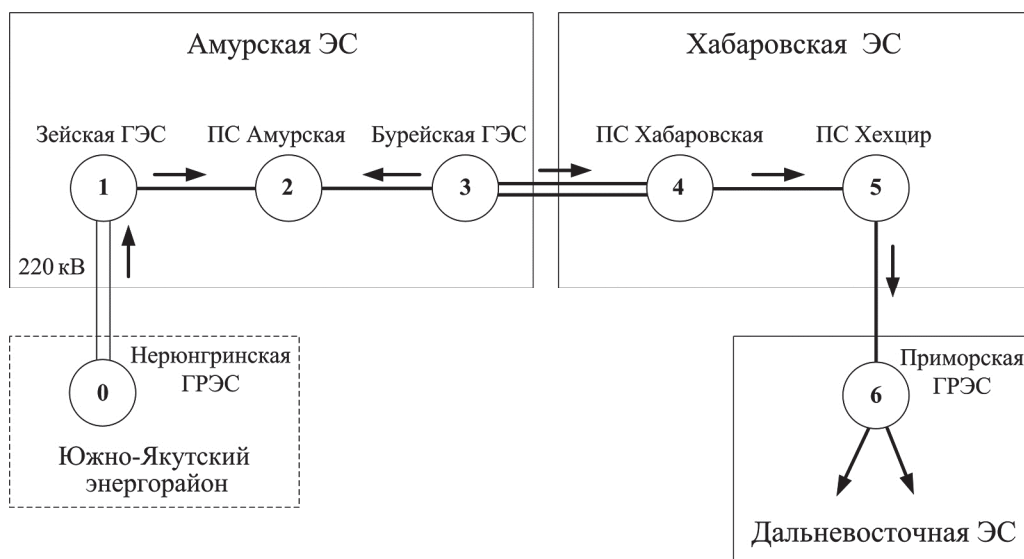 Амурская ЭС
Хабаровская ЭС
Зейская ГЭС
ПС Амурская
Бурейская ГЭС
ПС Хабаровская
ПС Хехцир
1
2
3
4
5
220 кВ
Нерюнгринская
ГРЭС
0
Южно-Якутский
энергорайон
Приморская
ГРЭС
6
Дальневосточная ЭС